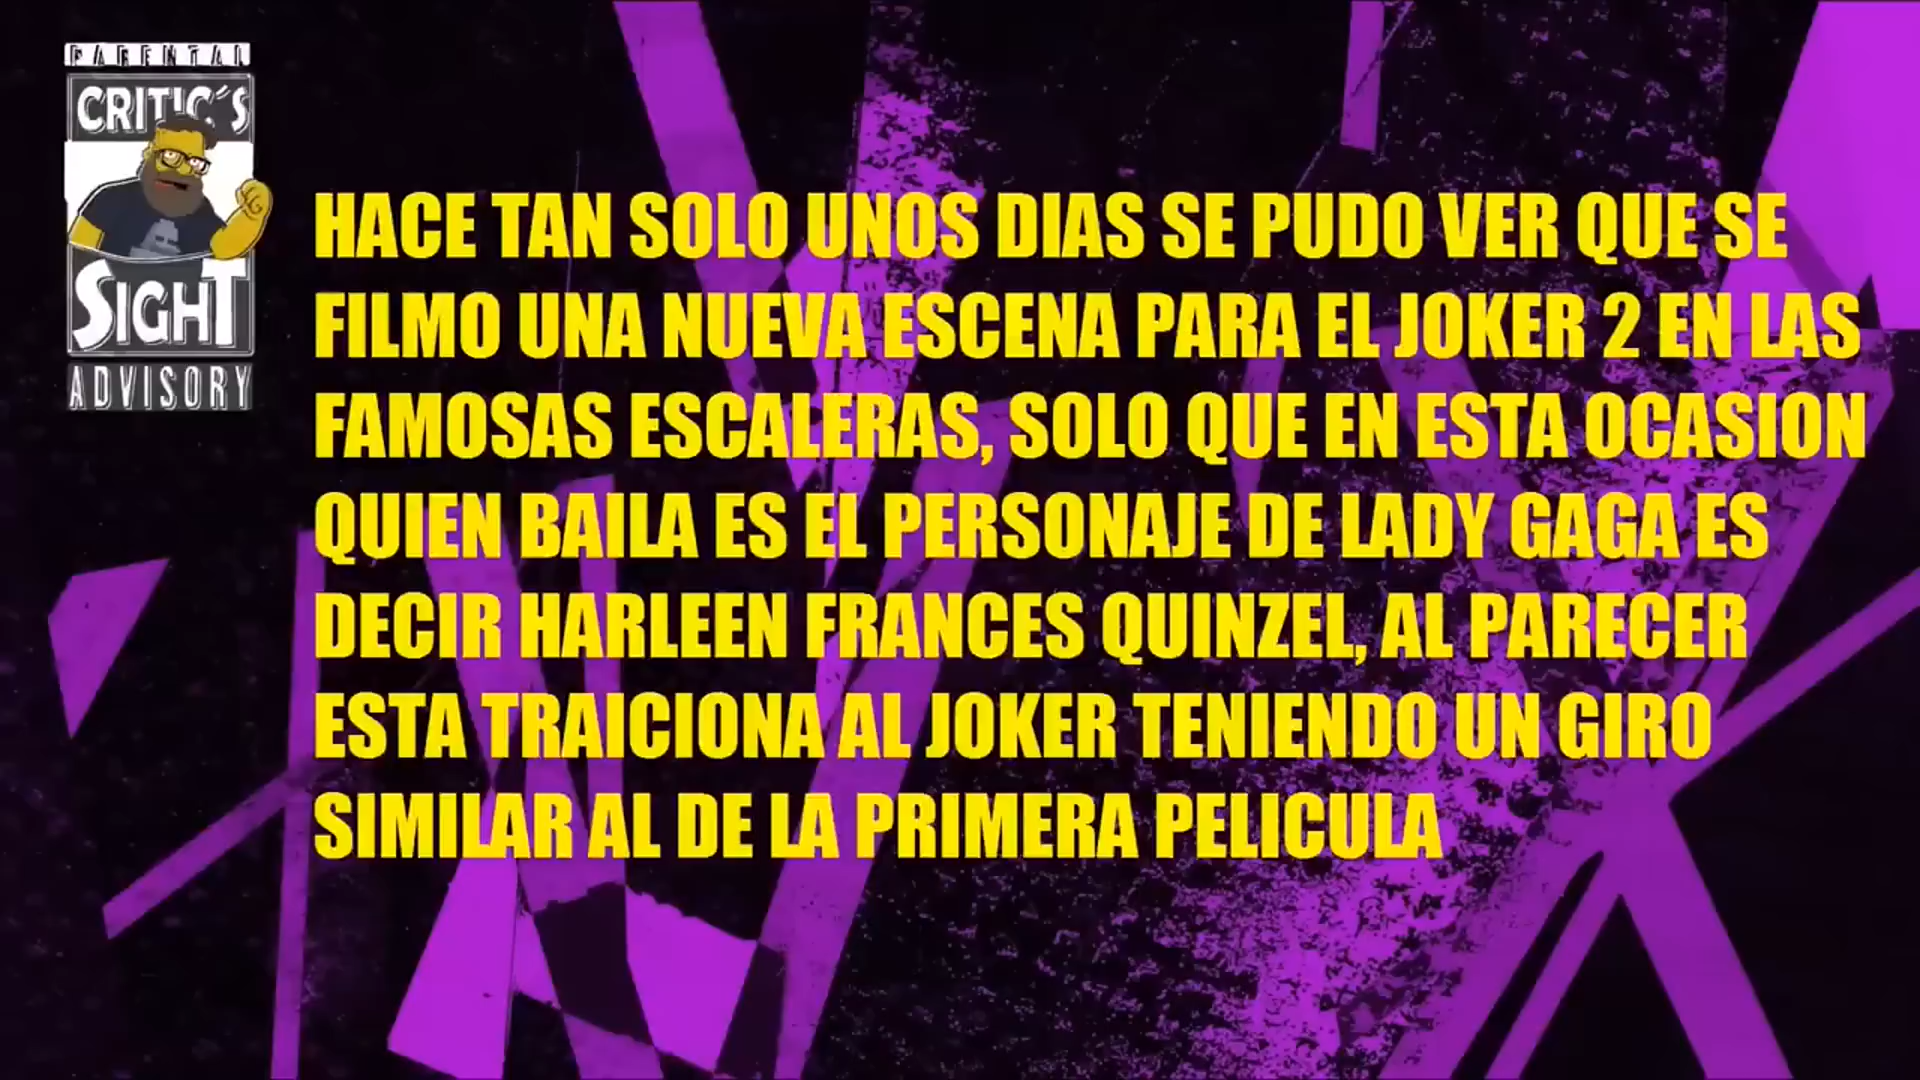 PARENTAL
CRITIC´S
SIGHT
ADVISORY
HACE TAN SOLO UNOS DIAS SE PUDO VER QUE SE
FILMO UNA NUEVA ESCENA PARA EL JOKER 2 EN LAS
FAMOSAS ESCALERAS, SOLO QUE EN ESTA OCASION
QUIEN BAILA ES EL PERSONAJE DE LADY GAGA ES
DECIR HARLEEN FRANCES QUINZEL, AL PARECER
ESTA TRAICIONA AL JOKER TENIENDO UN GIRO
SIMILAR AL DE LA PRIMERA PELICULA